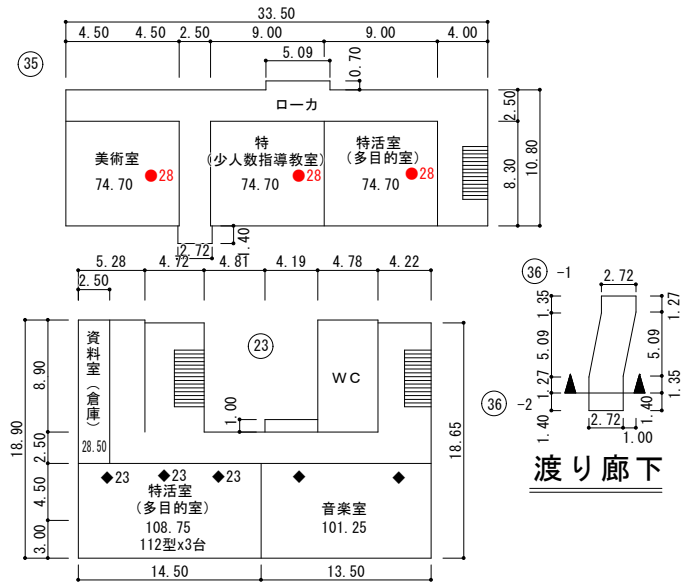 33.50
4.50 4.50 2.50 9.00 9.00 4.00
35
5.09
0.70
ローカ
2.50
8.30
10.80
美術室
28
74.70
特
(少人数指導教室)
28
74.70
特活室
(多目的室)
28
74.70
2.72
1.40
5.28 4.72 4.81 4.19 4.78 4.22
2.50
23
資料室(倉庫)
28.50
WC
1.00
8.90
2.50
4.50
3.00
18.90
18.65
23 23 23
特活室
(多目的室)
108.75
112型x3台
音楽室
101.25
14.50 13.50
36 -1
2.72
1.35
5.09
1.27
1.40
1.27
5.09
1.35
1.40
36 -2
2.72
1.00
渡り廊下